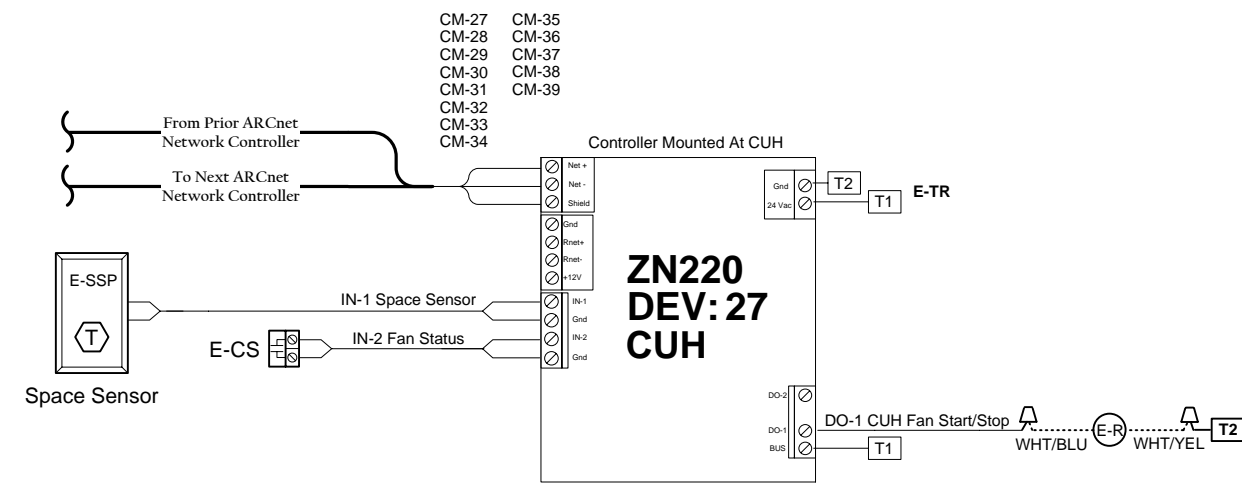 CM-27 CM-35
CM-28 CM-36
CM-29 CM-37
CM-30 CM-38
CM-31 CM-39
CM-32
CM-33
CM-34
From Prior ARCnet
Network Controller
To Next ARCnet
Network Controller
Controller Mounted At CUH
Net +
Net -
Shield
Gnd
Rnet+
Rnet-
+12V
IN-1
Gnd
IN-2
Gnd
Gnd
24 Vac
T2
T1
E-TR
ZN220
DEV: 27
CUH
E-SSP
T
Space Sensor
IN-1 Space Sensor
E-CS
IN-2 Fan Status
DO-2
DO-1
BUS
DO-1 CUH Fan Start/Stop
T1
WHT/BLU
E-R
WHT/YEL
T2